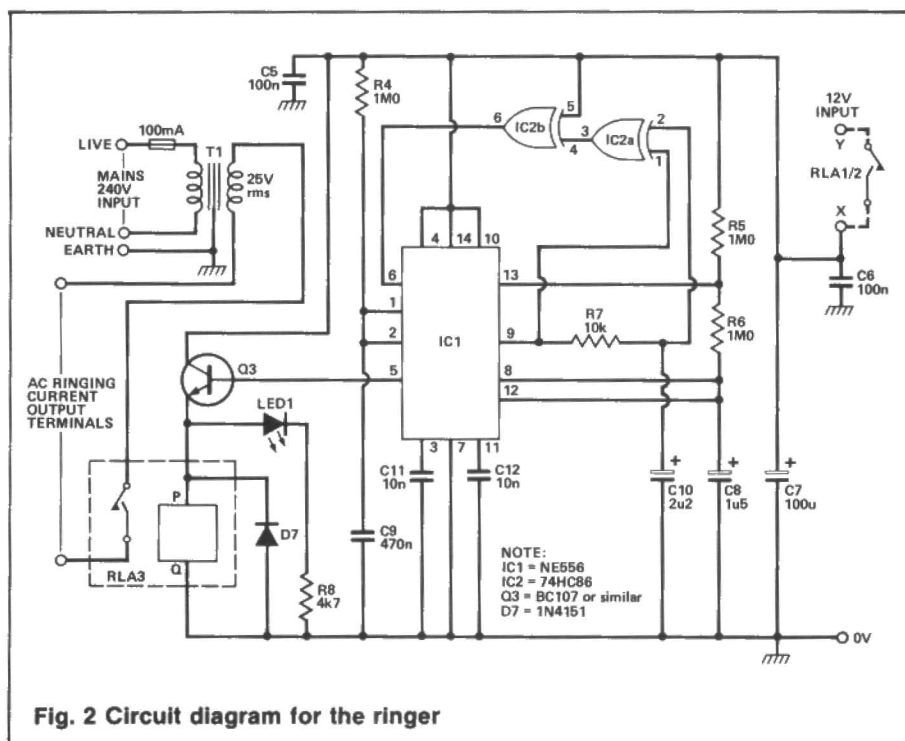 C5
100n
R4
1M0
LIVE
100mA
T1
MAINS
240V
INPUT
25V
rms
NEUTRAL
EARTH
6
IC2b
5
4
3
IC2a
2
1
12V
INPUT
Y
RLA1/2
X
C6
100n
4
14
10
6
1
2
5
IC1
13
9
8
12
3
7
11
R5
1M0
R6
1M0
R7
10k
AC RINGING
CURRENT
OUTPUT
TERMINALS
Q3
LED1
P
Q
RLA3
D7
R8
4k7
C11
10n
C9
470n
C12
10n
+
C10
2u2
+
C8
1u5
+
C7
100u
NOTE:
IC1 = NE556
IC2 = 74HC86
Q3 = BC107 or similar
D7 = 1N4151
0V
Fig. 2 Circuit diagram for the ringer